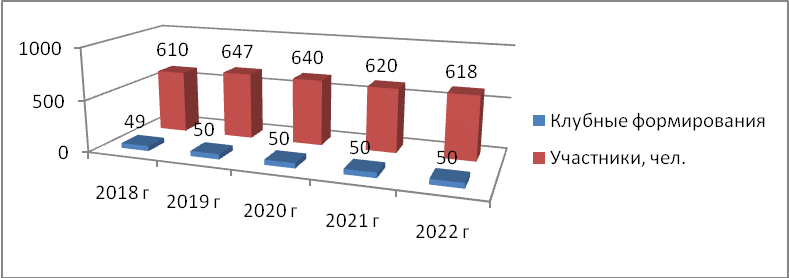 1000
500
0
610
647
640
620
618
49
50
50
50
50
2018 г
2019 г
2020 г
2021 г
2022 г
Клубные формирования
Участники, чел.